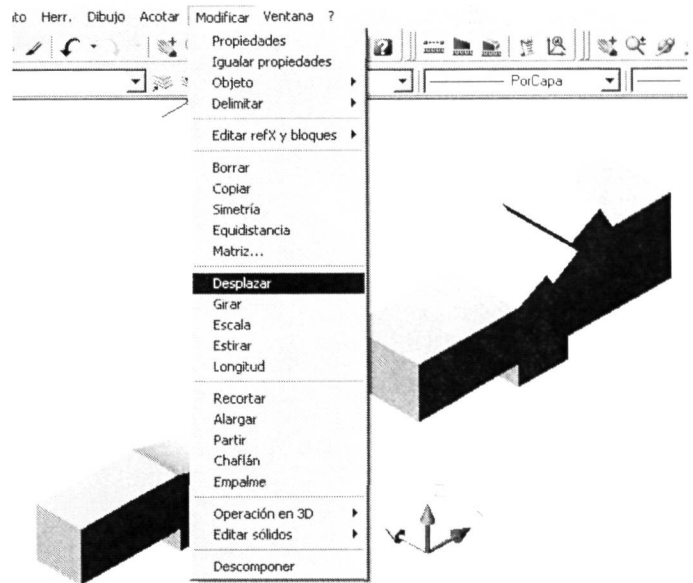 nto Herr. Dibujo Acotar Modificar Ventana ?
PorCapa
Propiedades
Igualar propiedades
Objeto
Delimitar
Editar refX y bloques
Borrar
Copiar
Simetría
Equidistancia
Matriz...
Desplazar
Girar
Escala
Estirar
Longitud
Recortar
Alargar
Partir
Chaflán
Empalme
Operación en 3D
Editar sólidos
Descomponer